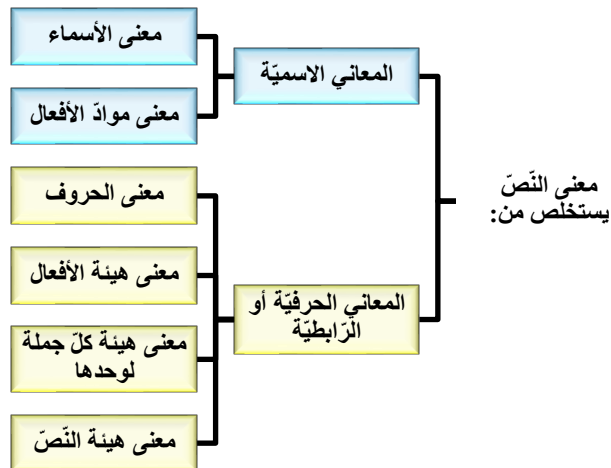 معنى النّصّ
يستخلص من:
المعاني الاسميّة
معنى الأسماء
معنى موادّ الأفعال
المعاني الحرفيّة أو
الرّابطيّة
معنى الحروف
معنى هيئة الأفعال
معنى هيئة كلّ جملة
لوحدها
معنى هيئة النّصّ